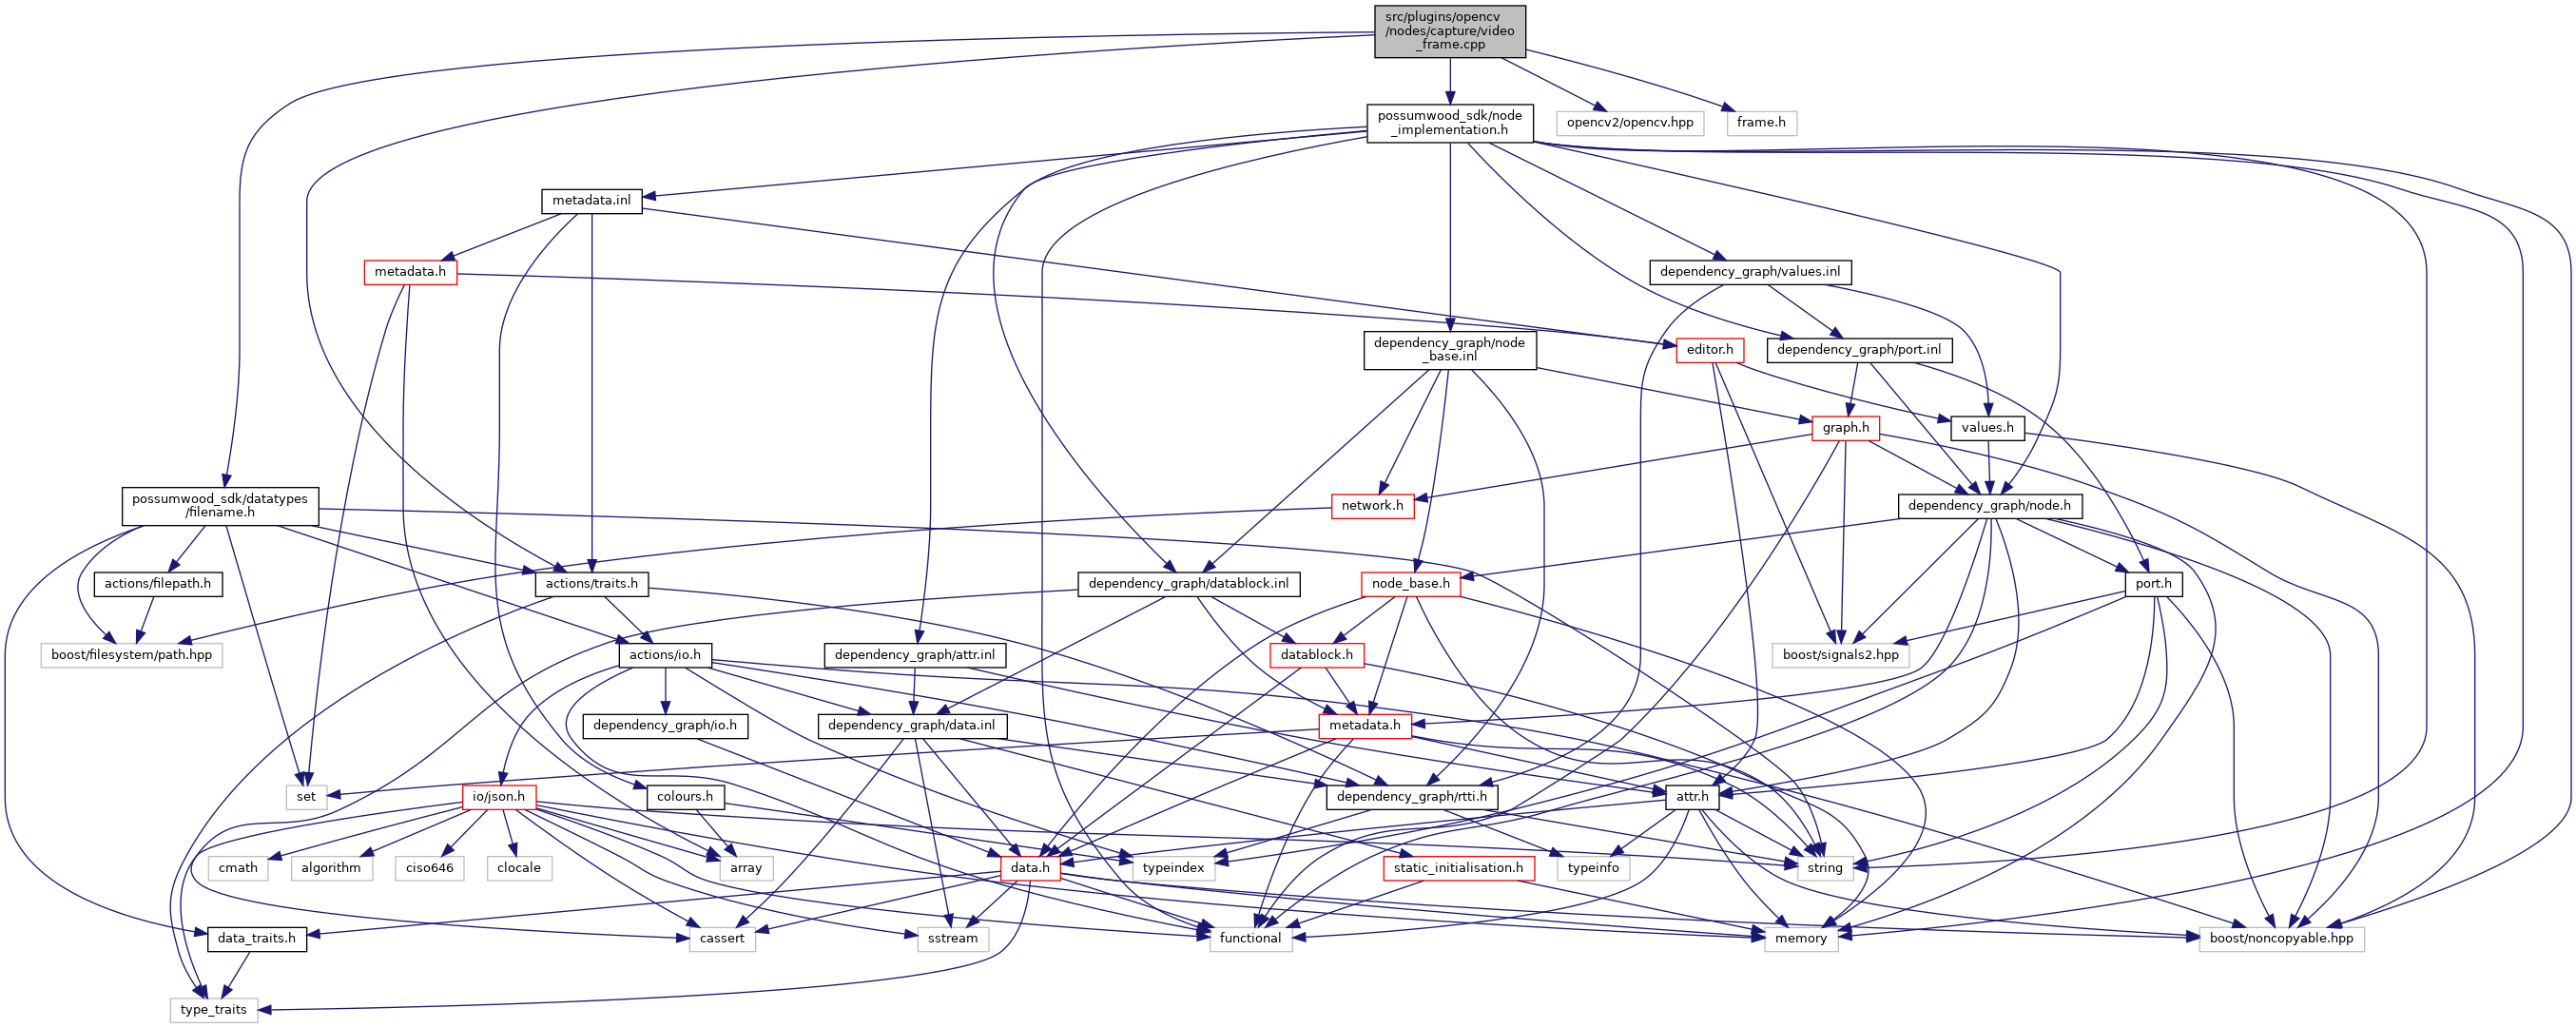 src/plugins/opencv
/nodes/capture/video
_frame.cpp
possumwood_sdk/node
_implementation.h
opencv2/opencv.hpp
frame.h
metadata.inl
metadata.h
dependency_graph/values.inl
dependency_graph/node
_base.inl
editor.h
dependency_graph/port.inl
graph.h
values.h
possumwood_sdk/datatypes
/filename.h
network.h
dependency_graph/node.h
actions/filepath.h
actions/traits.h
dependency_graph/datablock.inl
node_base.h
port.h
boost/filesystem/path.hpp
actions/io.h
dependency_graph/attr.inl
datablock.h
boost/signals2.hpp
dependency_graph/io.h
dependency_graph/data.inl
metadata.h
set
io/json.h
colours.h
dependency_graph/rtti.h
attr.h
cmath
algorithm
ciso646
clocale
array
data.h
typeindex
static_initialisation.h
typeinfo
string
data_traits.h
cassert
sstream
functional
memory
boost/noncopyable.hpp
type_traits